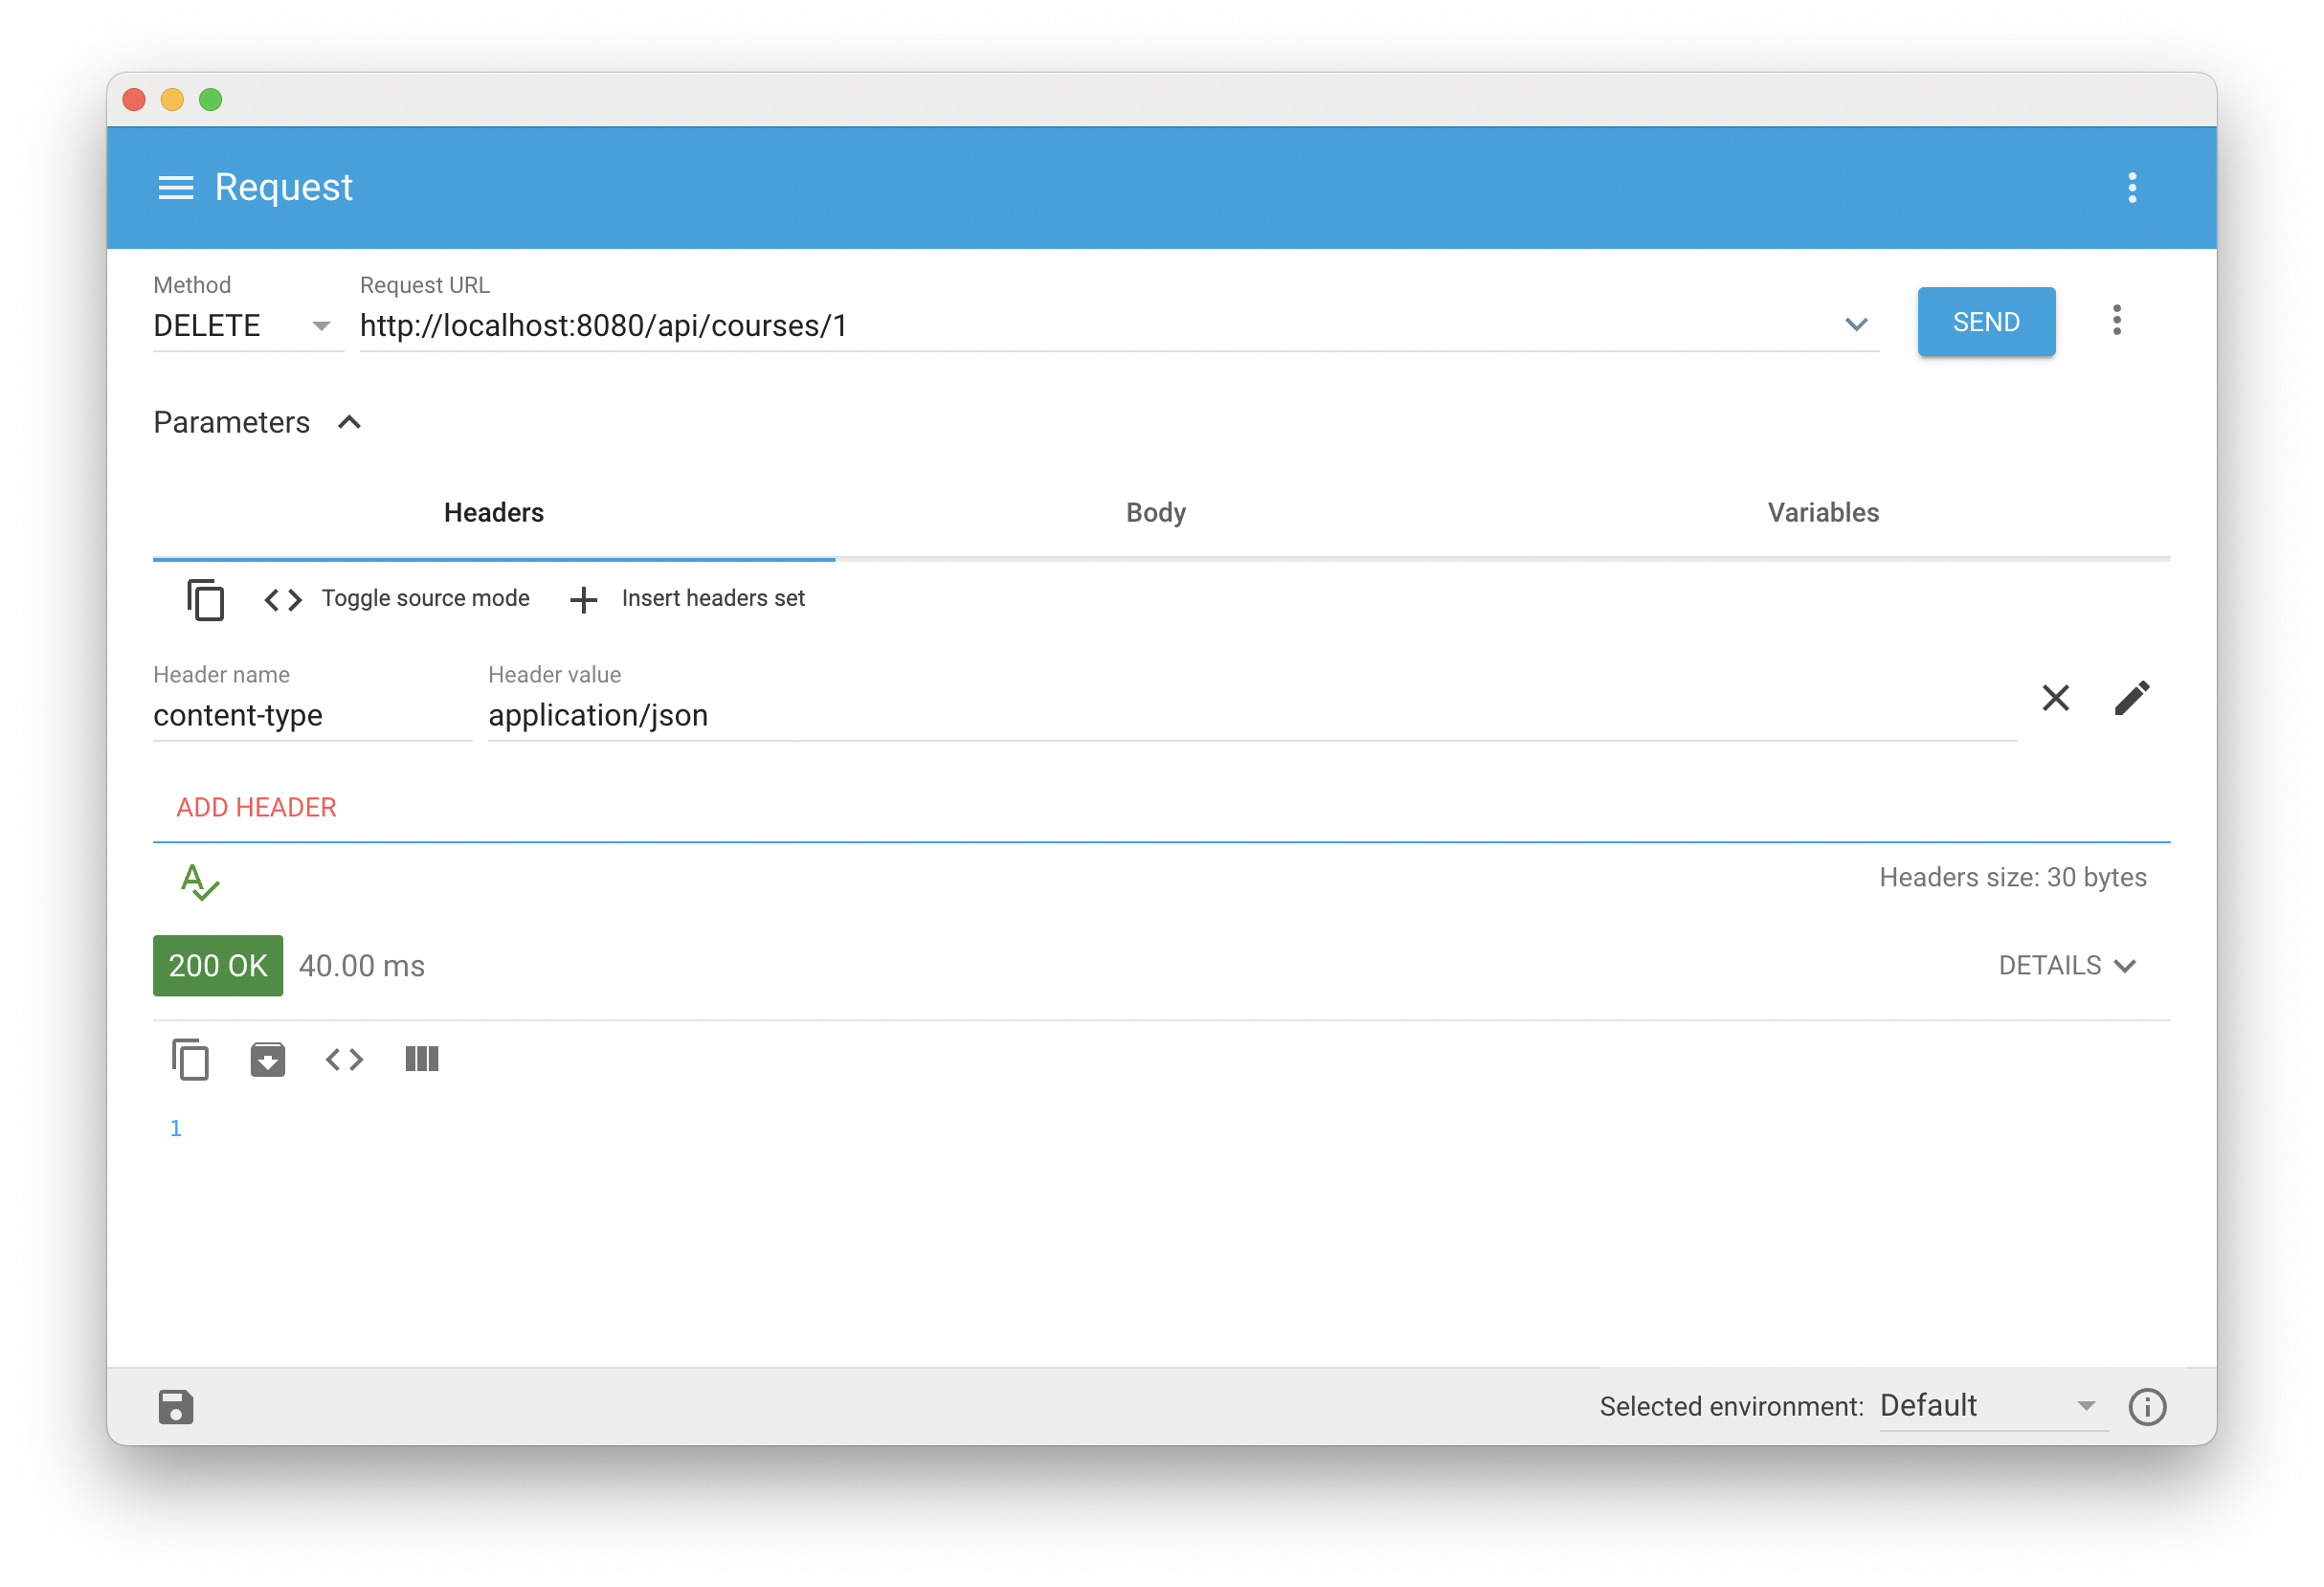 Request
Method
Request URL
DELETE
http://localhost:8080/api/courses/1
SEND
Parameters
Headers
Body
Variables
Toggle source mode
Insert headers set
Header name
Header value
content-type
application/json
ADD HEADER
Headers size: 30 bytes
200 OK
40.00 ms
DETAILS
1
Selected environment:
Default